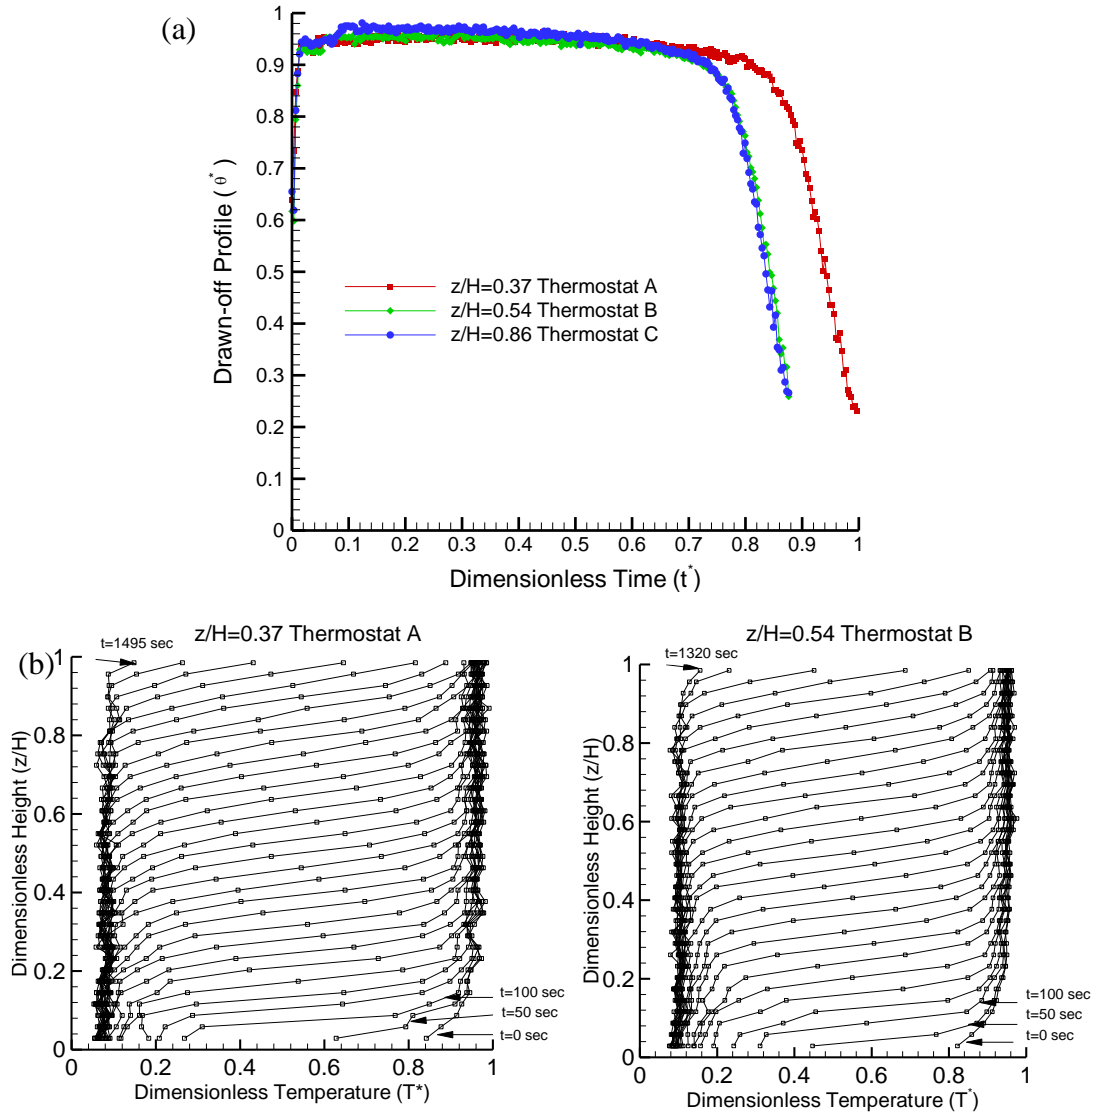 (a)
1
0.9
0.8
0.7
0.6
0.5
0.4
0.3
0.2
0.1
0
Drawn-off Profile (θ*)
z/H=0.37 Thermostat A
z/H=0.54 Thermostat B
z/H=0.86 Thermostat C
0 0.1 0.2 0.3 0.4 0.5 0.6 0.7 0.8 0.9 1
Dimensionless Time (t*)
(b)
z/H=0.37 Thermostat A
t=1495 sec
1
0.8
0.6
0.4
0.2
0
Dimensionless Height (z/H)
t=100 sec
t=50 sec
t=0 sec
0 0.2 0.4 0.6 0.8 1
Dimensionless Temperature (T*)
z/H=0.54 Thermostat B
t=1320 sec
1
0.8
0.6
0.4
0.2
0
Dimensionless Height (z/H)
t=100 sec
t=50 sec
t=0 sec
0 0.2 0.4 0.6 0.8 1
Dimensionless Temperature (T*)